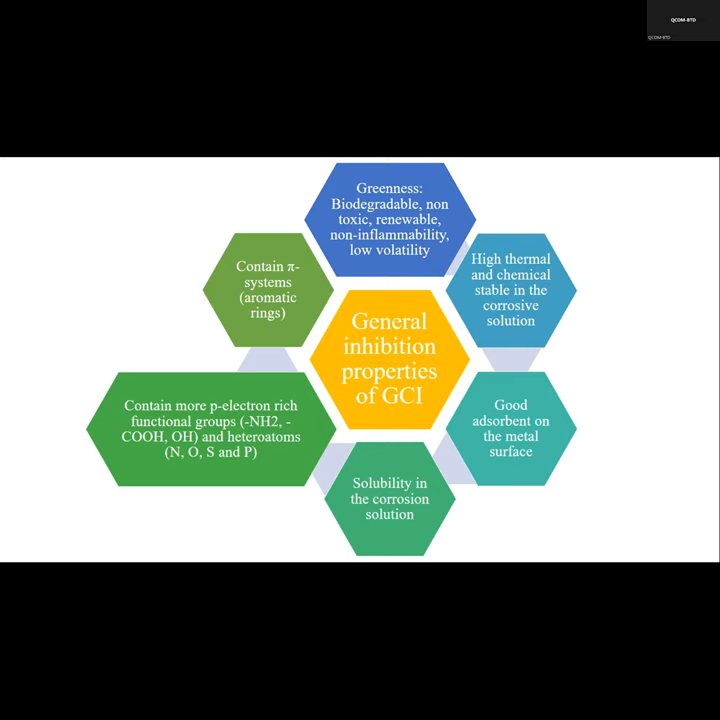 QCOM-BTD
QCOM-BTD
Greenness:
Biodegradable, non
toxic, renewable,
non-inflammability,
low volatility
High thermal
and chemical
stable in the
corrosive
solution
Good
adsorbent on
the metal
surface
Solubility in
the corrosion
solution
Contain more p-electron rich
functional groups (-NH2, -
COOH, OH) and heteroatoms
(N, O, S and P)
Contain π-
systems
(aromatic
rings)
General
inhibition
properties
of GCI